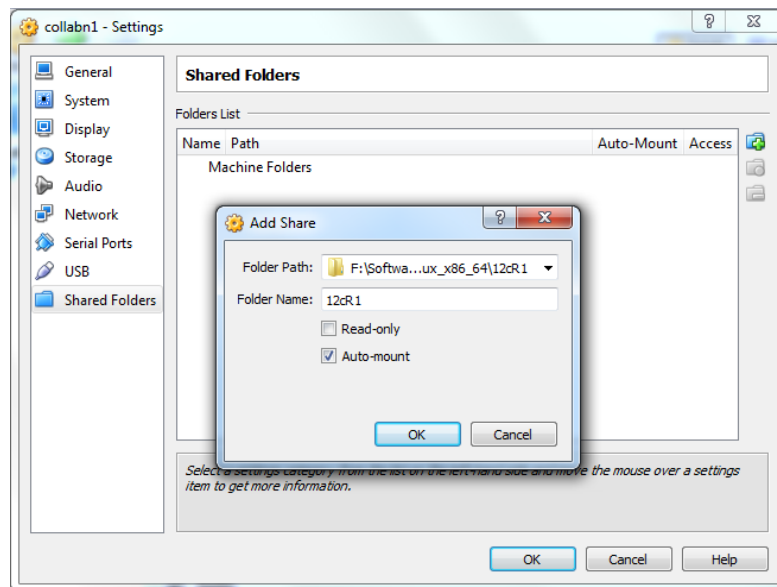 collabn1 - Settings
General
System
Display
Storage
Audio
Network
Serial Ports
USB
Shared Folders
Shared Folders
Folders List
Name Path Auto-Mount Access
Machine Folders
Add Share
Folder Path: F:\Softwa...ux_x86_64\12cR1
Folder Name: 12cR1
Read-only
Auto-mount
OK Cancel
Select a settings category from the list on the left-hand side and move the mouse over a settings
item to get more information.
OK Cancel Help